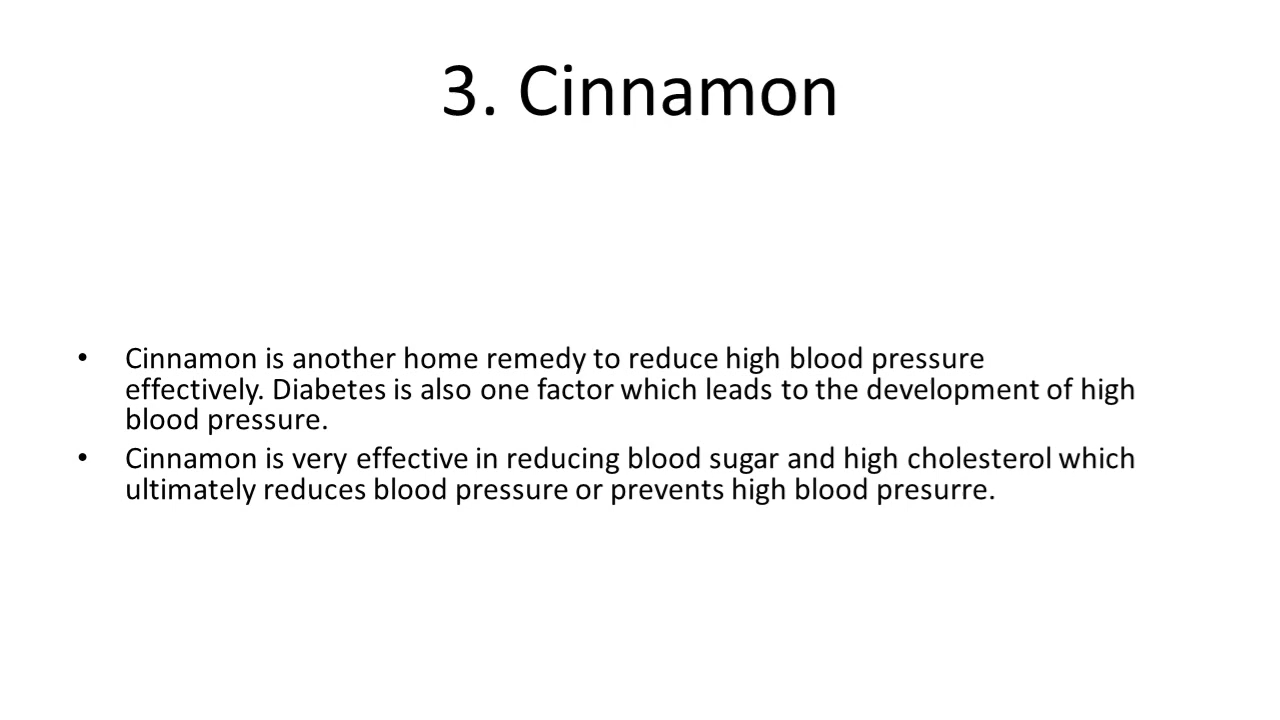 3. Cinnamon
• Cinnamon is another home remedy to reduce high blood pressure
effectively. Diabetes is also one factor which leads to the development of high
blood pressure.
• Cinnamon is very effective in reducing blood sugar and high cholesterol which
ultimately reduces blood pressure or prevents high blood presurre.